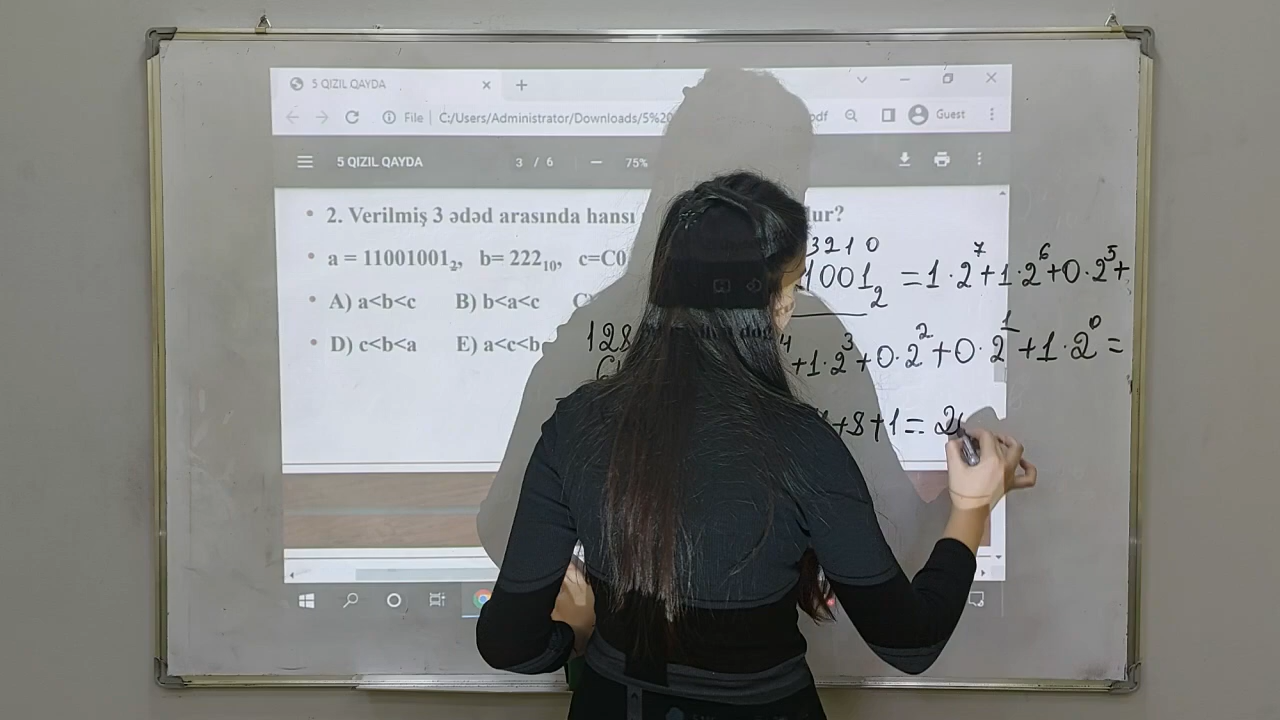 5 QIZIL QAYDA
File | C:/Users/Administrator/Downloads/5%20 pdf Guest
5 QIZIL QAYDA 3 / 6 75%
• 2. Verilmiş 3 ədəd arasında hansı
• a = 11001001₂, b= 222₁₀, c=C0
• A) a<b<c B) b<a<c
• D) c<b<a E) a<c<b
3 2 1 0
1001₂ = 1·2⁷+1·2⁶+0·2⁵+
+1·2³+0·2²+0·2¹+1·2⁰=
+8+1=2
128